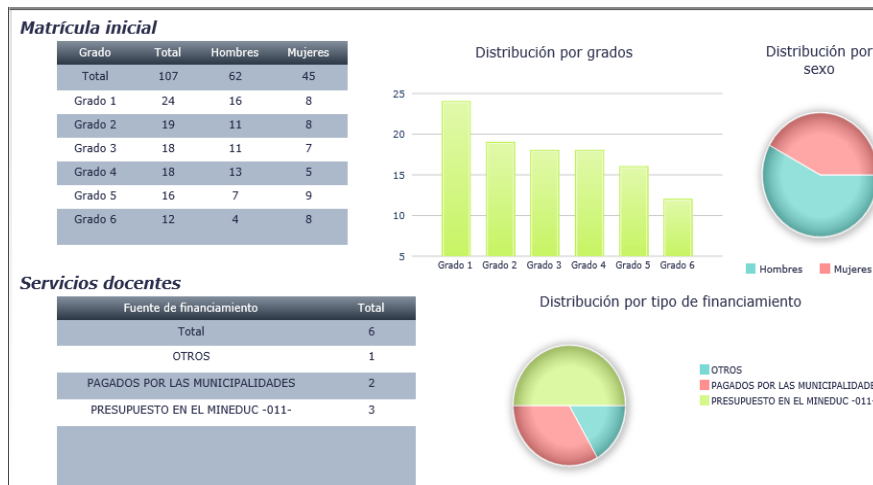 Matrícula inicial
Grado Total Hombres Mujeres
Total 107 62 45
Grado 1 24 16 8
Grado 2 19 11 8
Grado 3 18 11 7
Grado 4 18 13 5
Grado 5 16 7 9
Grado 6 12 4 8
Distribución por grados
25
20
15
10
5
Grado 1 Grado 2 Grado 3 Grado 4 Grado 5 Grado 6
Distribución por
sexo
Hombres Mujeres
Servicios docentes
Fuente de financiamiento Total
Total 6
OTROS 1
PAGADOS POR LAS MUNICIPALIDADES 2
PRESUPUESTO EN EL MINEDUC -011- 3
Distribución por tipo de financiamiento
OTROS
PAGADOS POR LAS MUNICIPALIDADE
PRESUPUESTO EN EL MINEDUC -011-